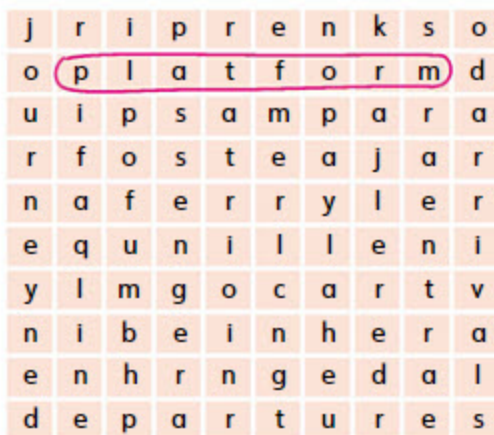 j r i p r e n k s o
o p l a t f o r m d
u i p s a m p a r a
r f o s t e a j a r
n a f e r r y l e r
e q u n i l l e n i
y l m g o c a r t v
n i b e i n h e r a
e n h r n g e d a l
d e p a r t u r e s